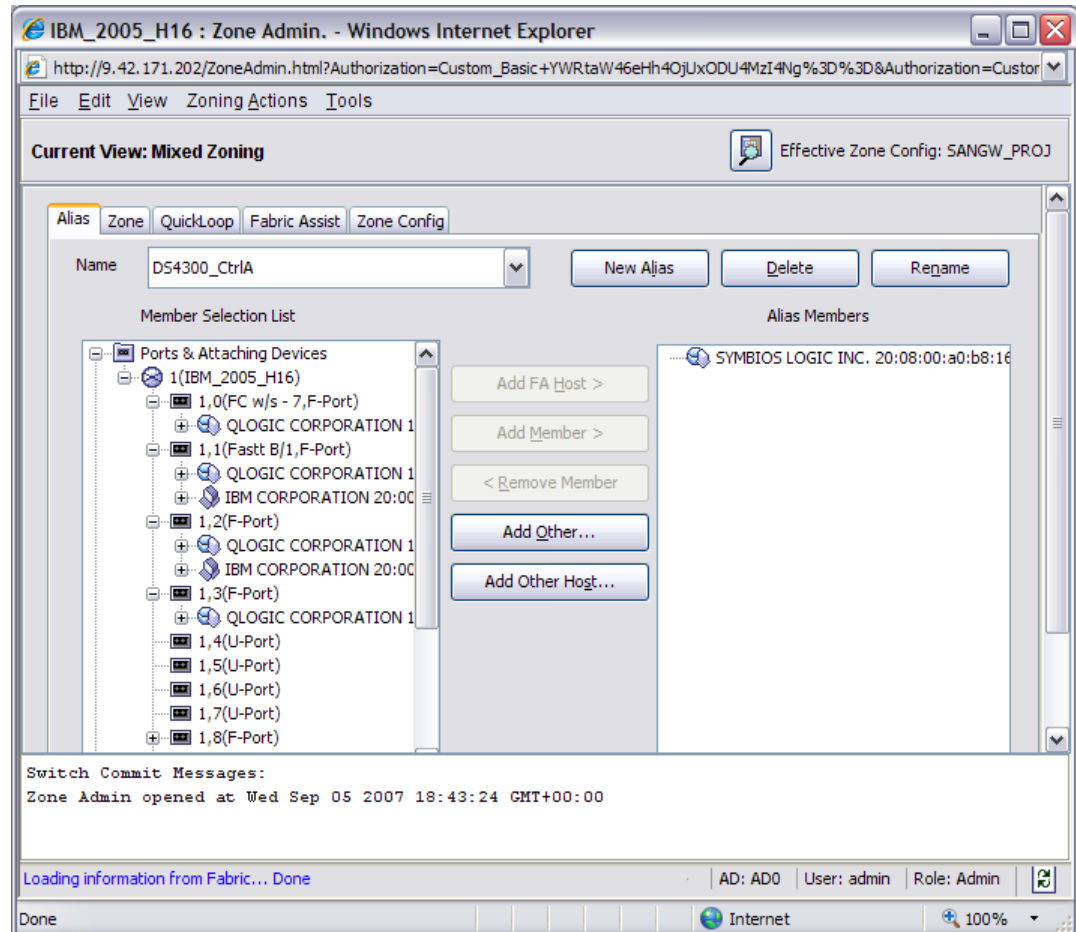 IBM_2005_H16 : Zone Admin. - Windows Internet Explorer
http://9.42.171.202/ZoneAdmin.html?Authorization=Custom_Basic+YWRtaW46eHh4OjUxODU4MzI4Ng%3D%3D&Authorization=Custor
File Edit View Zoning Actions Tools
Current View: Mixed Zoning
Effective Zone Config: SANGW_PROJ
Alias Zone QuickLoop Fabric Assist Zone Config
Name DS4300_CtrlA New Alias Delete Rename
Member Selection List
Alias Members
Ports & Attaching Devices
1(IBM_2005_H16)
1,0(FC w/s - 7,F-Port)
QLOGIC CORPORATION 1
1,1(Fastt B/1,F-Port)
QLOGIC CORPORATION 1
IBM CORPORATION 20:00
1,2(F-Port)
QLOGIC CORPORATION 1
IBM CORPORATION 20:00
1,3(F-Port)
QLOGIC CORPORATION 1
1,4(U-Port)
1,5(U-Port)
1,6(U-Port)
1,7(U-Port)
1,8(F-Port)
Add FA Host >
Add Member >
< Remove Member
Add Other...
Add Other Host...
SYMBIOS LOGIC INC. 20:08:00:a0:b8:16
Switch Commit Messages:
Zone Admin opened at Wed Sep 05 2007 18:43:24 GMT+00:00
Loading information from Fabric... Done
AD: AD0 User: admin Role: Admin
Done
Internet
100%